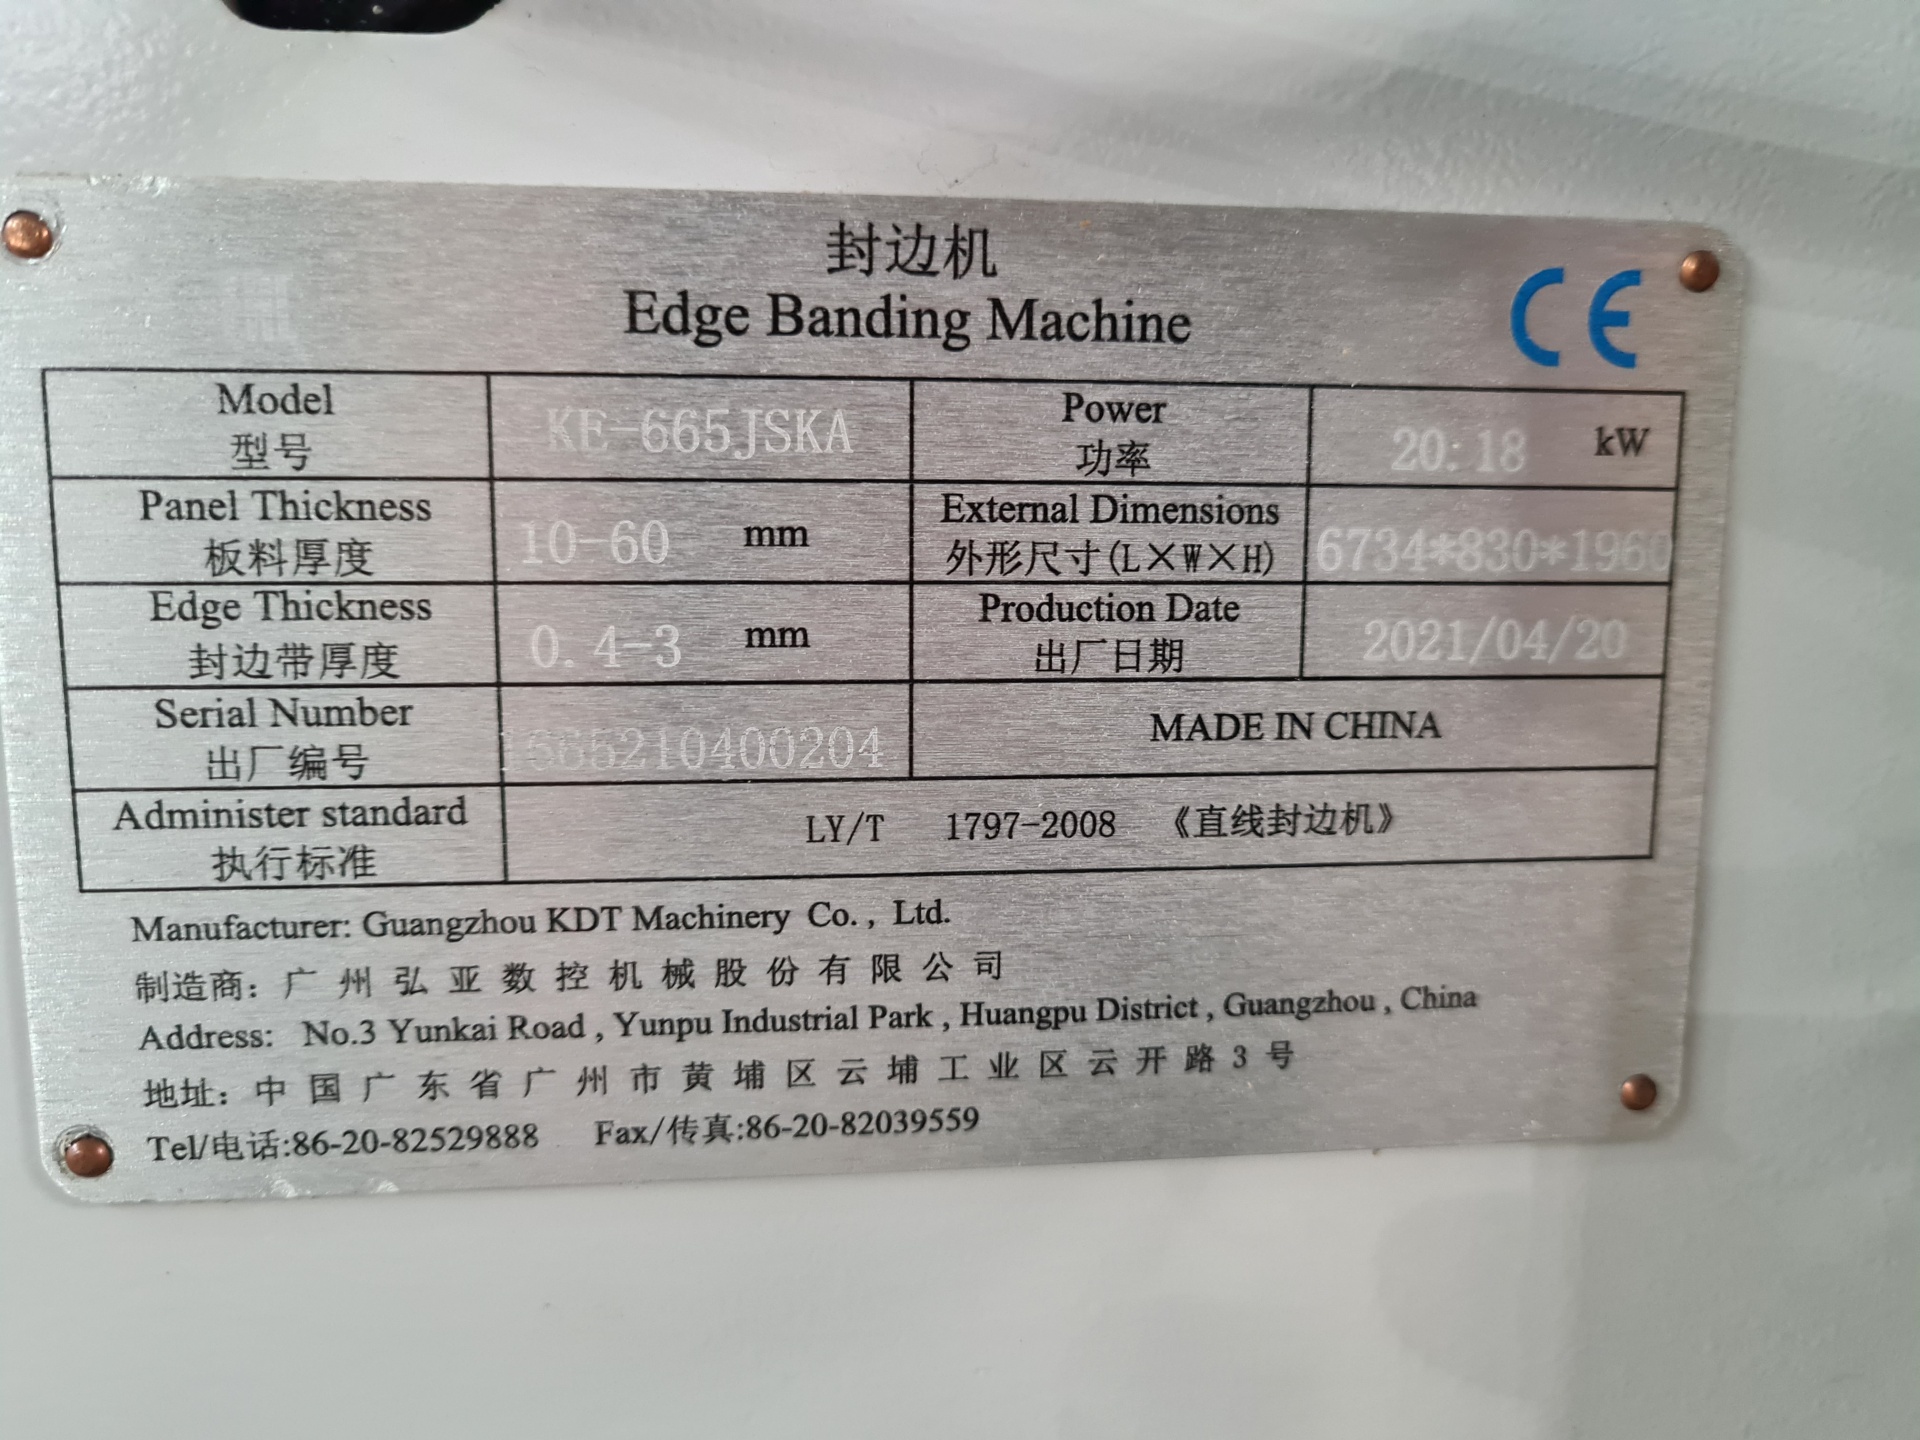 封边机
Edge Banding Machine
CE
Model
型号
KE-665JSKA
Power
功率
20.18 kW
Panel Thickness
板料厚度
10-60 mm
External Dimensions
外形尺寸(L×W×H)
6734*830*1960
Edge Thickness
封边带厚度
0.4-3 mm
Production Date
出厂日期
2021/04/20
Serial Number
出厂编号
MADE IN CHINA
Administer standard
执行标准
LY/T 1797-2008 《直线封边机》
Manufacturer: Guangzhou KDT Machinery Co., Ltd.
制造商: 广州弘亚数控机械股份有限公司
Address: No.3 Yunkai Road, Yunpu Industrial Park, Huangpu District, Guangzhou, China
地址: 中国广东省广州市黄埔区云埔工业区云开路3号
Tel/电话:86-20-82529888 Fax/传真:86-20-82039559